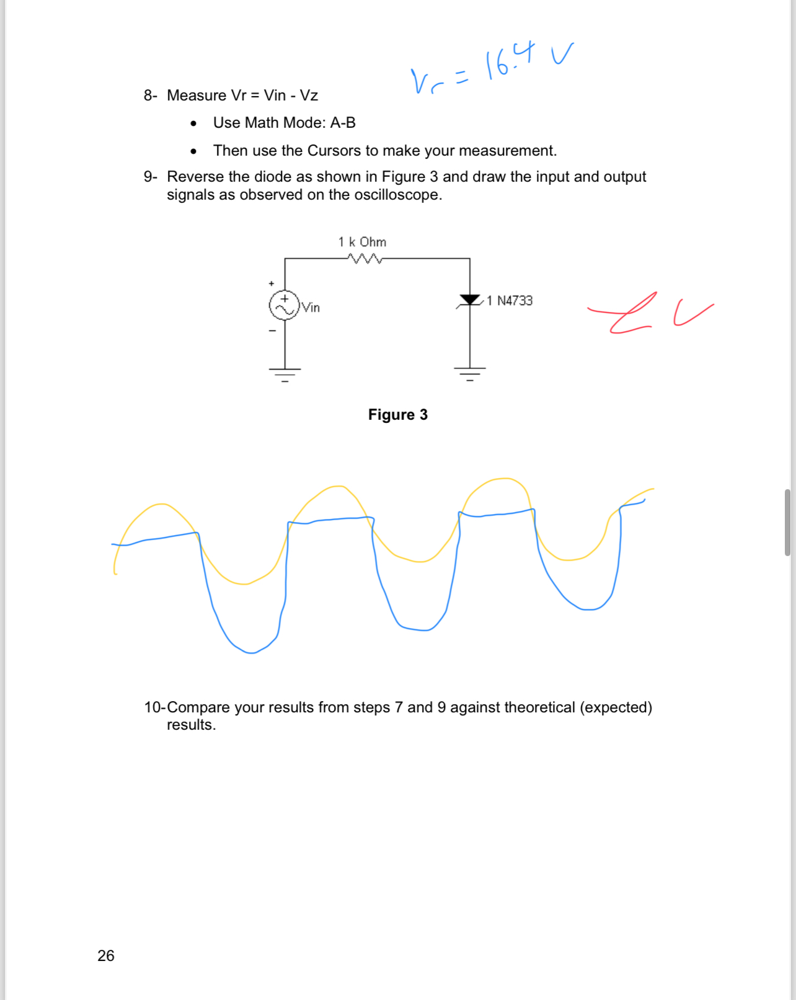 Vr = 16.4 V
8- Measure Vr = Vin - Vz
• Use Math Mode: A-B
• Then use the Cursors to make your measurement.
9- Reverse the diode as shown in Figure 3 and draw the input and output
signals as observed on the oscilloscope.
1 k Ohm
+
+
Vin
1 N4733
−
Figure 3
10-Compare your results from steps 7 and 9 against theoretical (expected)
results.
26